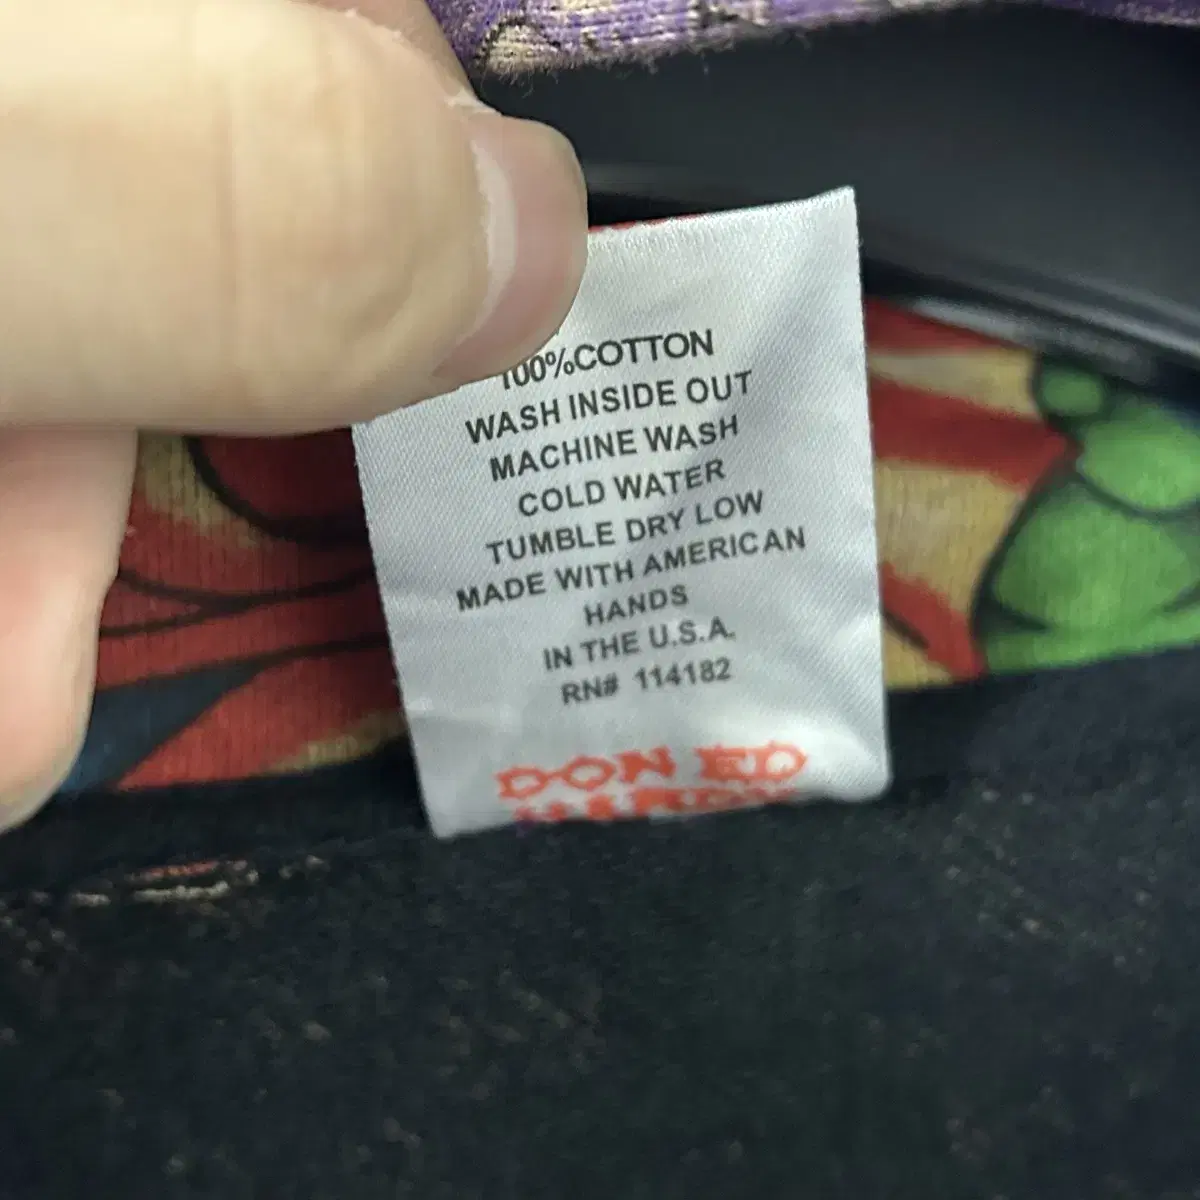 100%COTTON
WASH INSIDE OUT
MACHINE WASH
COLD WATER
TUMBLE DRY LOW
MADE WITH AMERICAN
HANDS
IN THE U.S.A.
RN# 114182
DON ED
HARDY